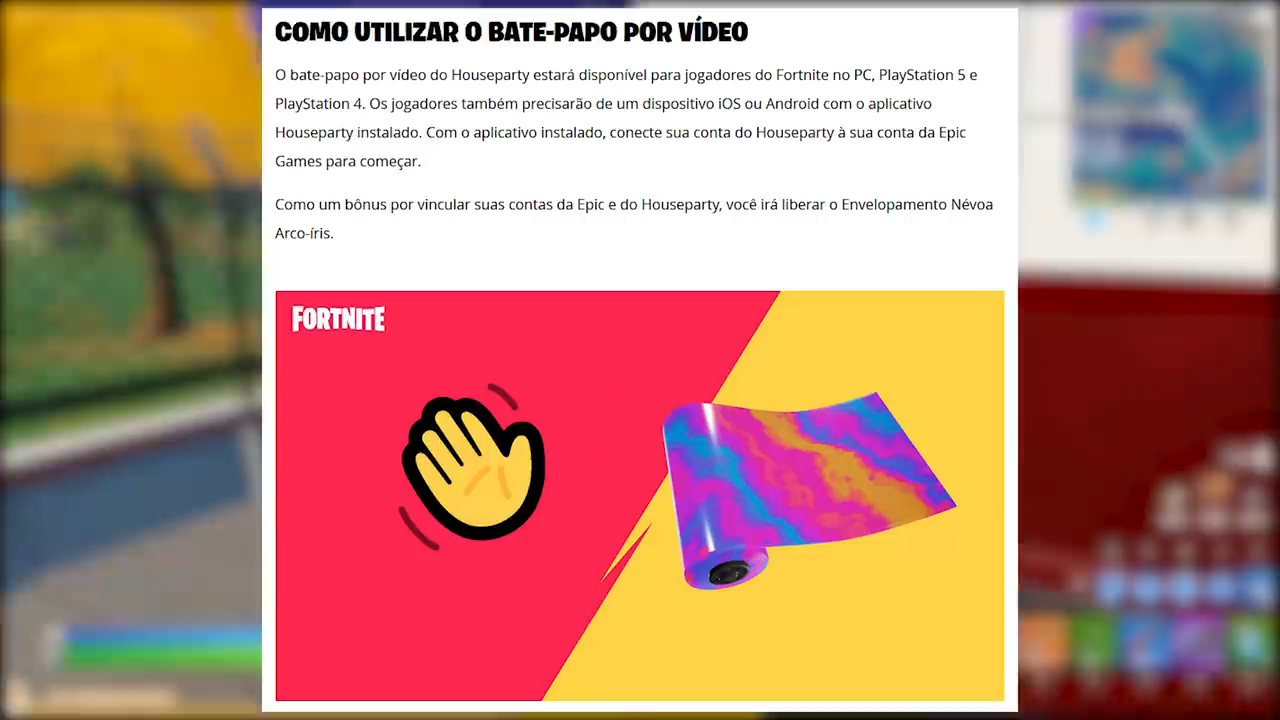 COMO UTILIZAR O BATE-PAPO POR VÍDEO
O bate-papo por vídeo do Houseparty estará disponível para jogadores do Fortnite no PC, PlayStation 5 e
PlayStation 4. Os jogadores também precisarão de um dispositivo iOS ou Android com o aplicativo
Houseparty instalado. Com o aplicativo instalado, conecte sua conta do Houseparty à sua conta da Epic
Games para começar.
Como um bônus por vincular suas contas da Epic e do Houseparty, você irá liberar o Envelopamento Névoa
Arco-íris.
FORTNITE